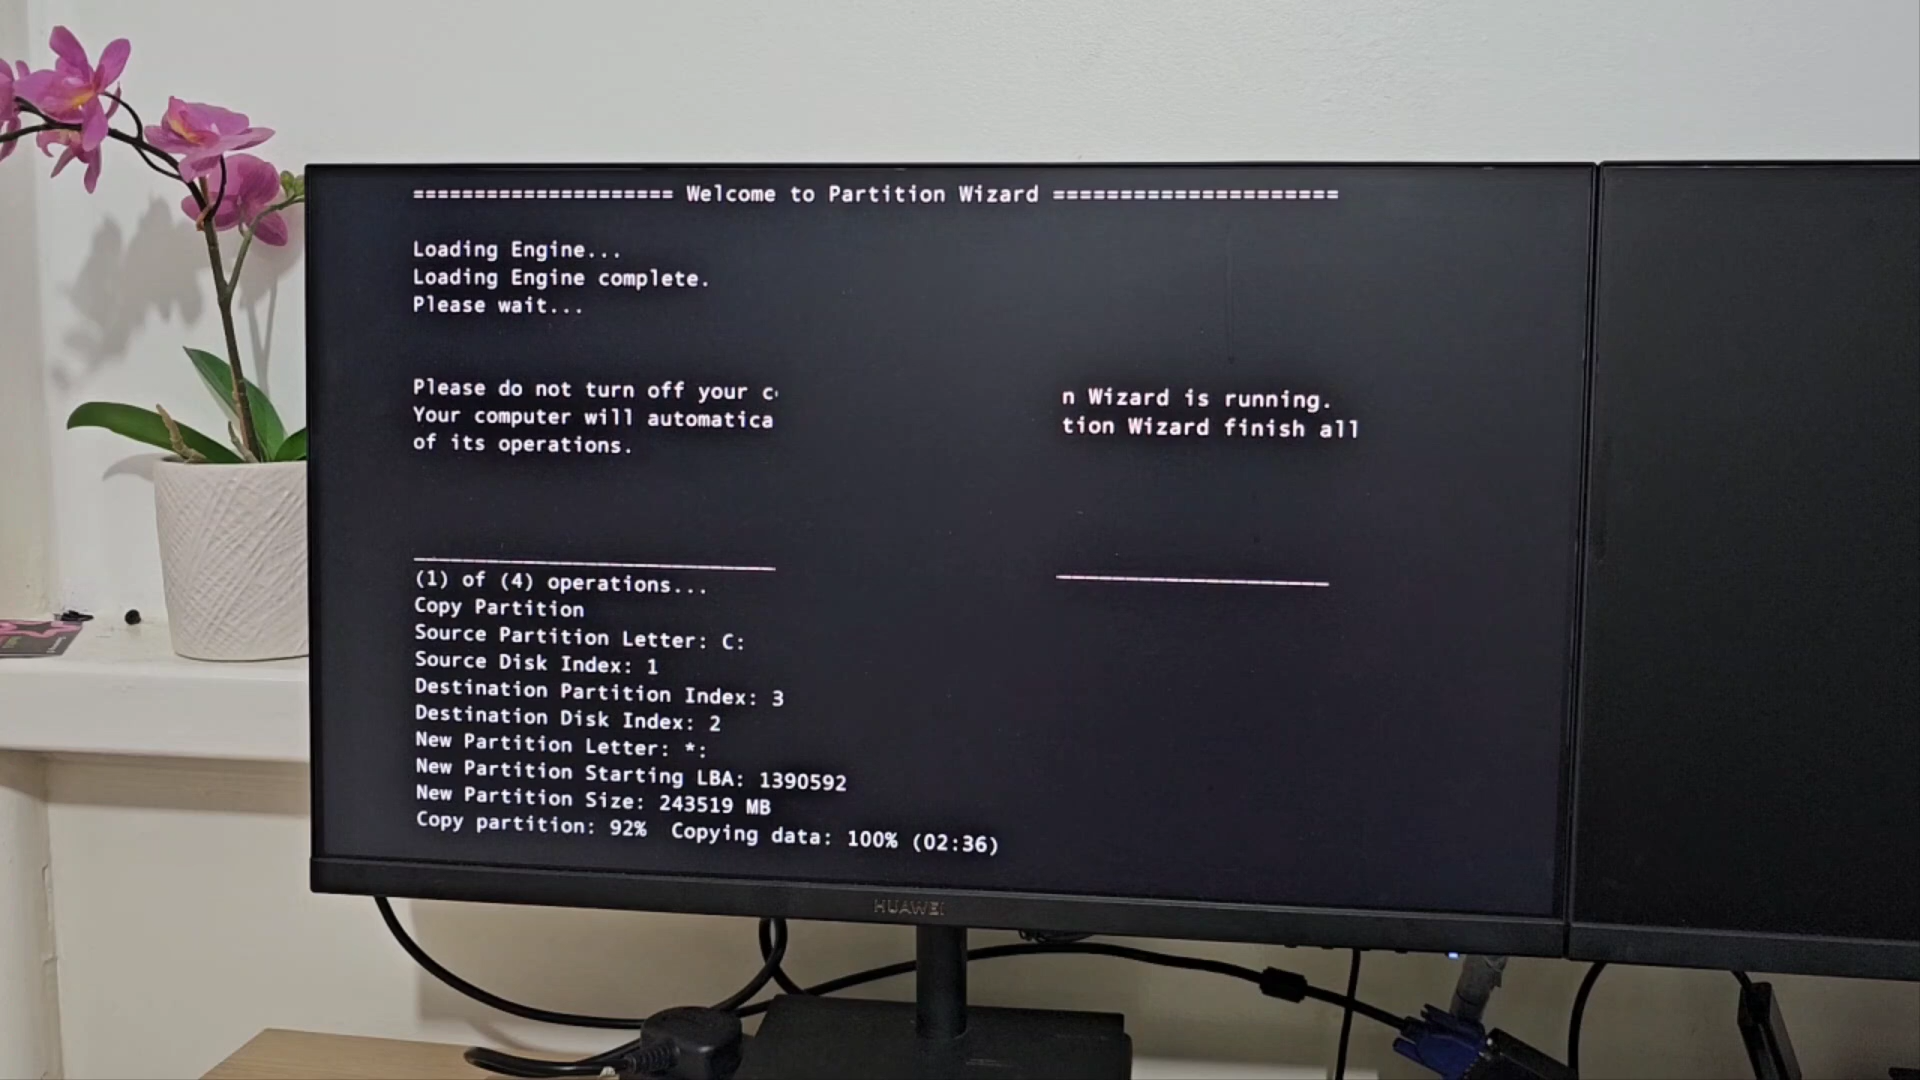 ===================== Welcome to Partition Wizard =======================
Loading Engine...
Loading Engine complete.
Please wait...
Please do not turn off your c n Wizard is running.
Your computer will automatica tion Wizard finish all
of its operations.
(1) of (4) operations...
Copy Partition
Source Partition Letter: C:
Source Disk Index: 1
Destination Partition Index: 3
Destination Disk Index: 2
New Partition Letter: *:
New Partition Starting LBA: 1390592
New Partition Size: 243519 MB
Copy partition: 92% Copying data: 100% (02:36)
HUAWEI